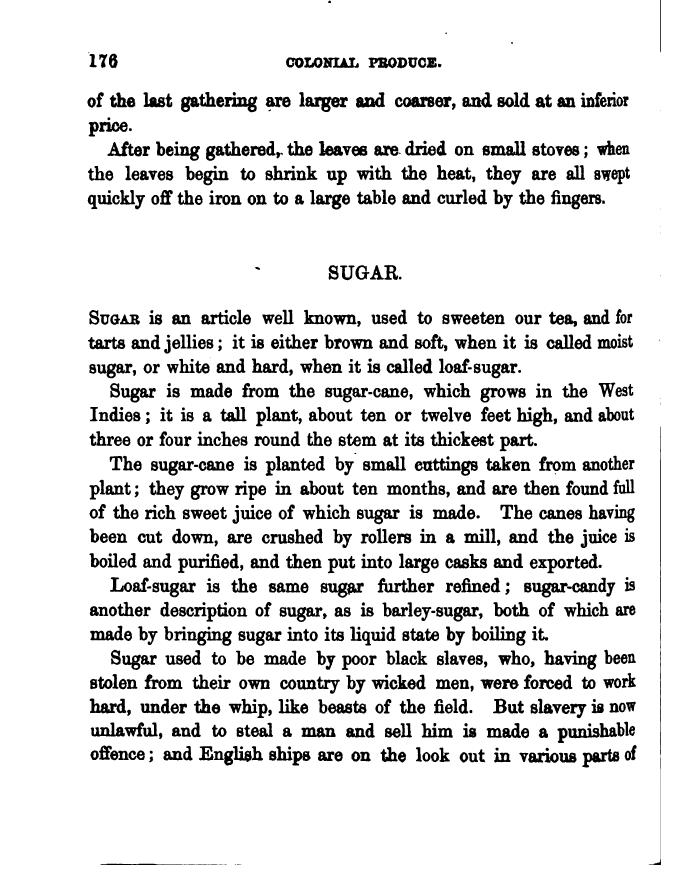 176 COLONIAL PRODUCE.
of the last gathering are larger and coarser, and sold at an inferior
price.
After being gathered, the leaves are dried on small stoves; when
the leaves begin to shrink up with the heat, they are all swept
quickly off the iron on to a large table and curled by the fingers.
SUGAR.
SUGAR is an article well known, used to sweeten our tea, and for
tarts and jellies; it is either brown and soft, when it is called moist
sugar, or white and hard, when it is called loaf-sugar.
Sugar is made from the sugar-cane, which grows in the West
Indies; it is a tall plant, about ten or twelve feet high, and about
three or four inches round the stem at its thickest part.
The sugar-cane is planted by small cuttings taken from another
plant; they grow ripe in about ten months, and are then found full
of the rich sweet juice of which sugar is made. The canes having
been cut down, are crushed by rollers in a mill, and the juice is
boiled and purified, and then put into large casks and exported.
Loaf-sugar is the same sugar further refined; sugar-candy is
another description of sugar, as is barley-sugar, both of which are
made by bringing sugar into its liquid state by boiling it.
Sugar used to be made by poor black slaves, who, having been
stolen from their own country by wicked men, were forced to work
hard, under the whip, like beasts of the field. But slavery is now
unlawful, and to steal a man and sell him is made a punishable
offence; and English ships are on the look out in various parts of